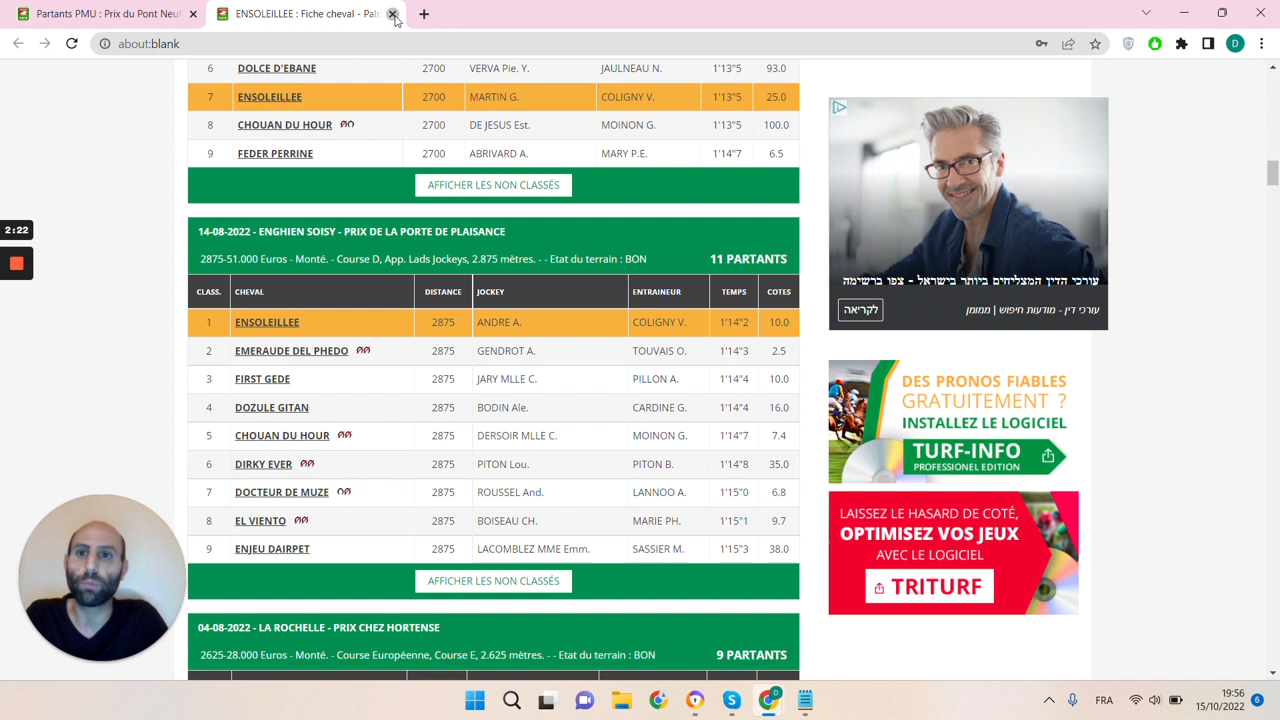 Partants PMU : Prix du Pont Neuf
ENSOLEILLEE : Fiche cheval - Paln
about:blank
D
2:22
6 DOLCE D'EBANE 2700 VERVA Pie. Y. JAULNEAU N. 1'13"5 93.0
7 ENSOLEILLEE 2700 MARTIN G. COLIGNY V. 1'13"5 25.0
8 CHOUAN DU HOUR 2700 DE JESUS Est. MOINON G. 1'13"5 100.0
9 FEDER PERRINE 2700 ABRIVARD A. MARY P.E. 1'14"7 6.5
AFFICHER LES NON CLASSÉS
14-08-2022 - ENGHIEN SOISY - PRIX DE LA PORTE DE PLAISANCE
2875-51.000 Euros - Monté. - Course D, App. Lads Jockeys, 2.875 mètres. - - Etat du terrain : BON 11 PARTANTS
CLASS. CHEVAL DISTANCE JOCKEY ENTRAINEUR TEMPS COTES
1 ENSOLEILLEE 2875 ANDRE A. COLIGNY V. 1'14"2 10.0
2 EMERAUDE DEL PHEDO 2875 GENDROT A. TOUVAIS O. 1'14"3 2.5
3 FIRST GEDE 2875 JARY MLLE C. PILLON A. 1'14"4 10.0
4 DOZULE GITAN 2875 BODIN Ale. CARDINE G. 1'14"4 16.0
5 CHOUAN DU HOUR 2875 DERSOIR MLLE C. MOINON G. 1'14"7 7.4
6 DIRKY EVER 2875 PITON Lou. PITON B. 1'14"8 35.0
7 DOCTEUR DE MUZE 2875 ROUSSEL And. LANNOO A. 1'15"0 6.8
8 EL VIENTO 2875 BOISEAU CH. MARIE PH. 1'15"1 9.7
9 ENJEU DAIRPET 2875 LACOMBLEZ MME Emm. SASSIER M. 1'15"3 38.0
AFFICHER LES NON CLASSÉS
04-08-2022 - LA ROCHELLE - PRIX CHEZ HORTENSE
2625-28.000 Euros - Monté. - Course Européenne, Course E, 2.625 mètres. - - Etat du terrain : BON 9 PARTANTS
עורכי הדין המצליחים ביותר בישראל - צפו ברשימה
לקריאה
מודעות חיפוש | ממומן - עורכי דין
DES PRONOS FIABLES
GRATUITEMENT ?
INSTALLEZ LE LOGICIEL
TURF-INFO
PROFESSIONEL EDITION
LAISSEZ LE HASARD DE COTÉ,
OPTIMISEZ VOS JEUX
AVEC LE LOGICIEL
TRITURF
D
FRA
19:56
15/10/2022
6